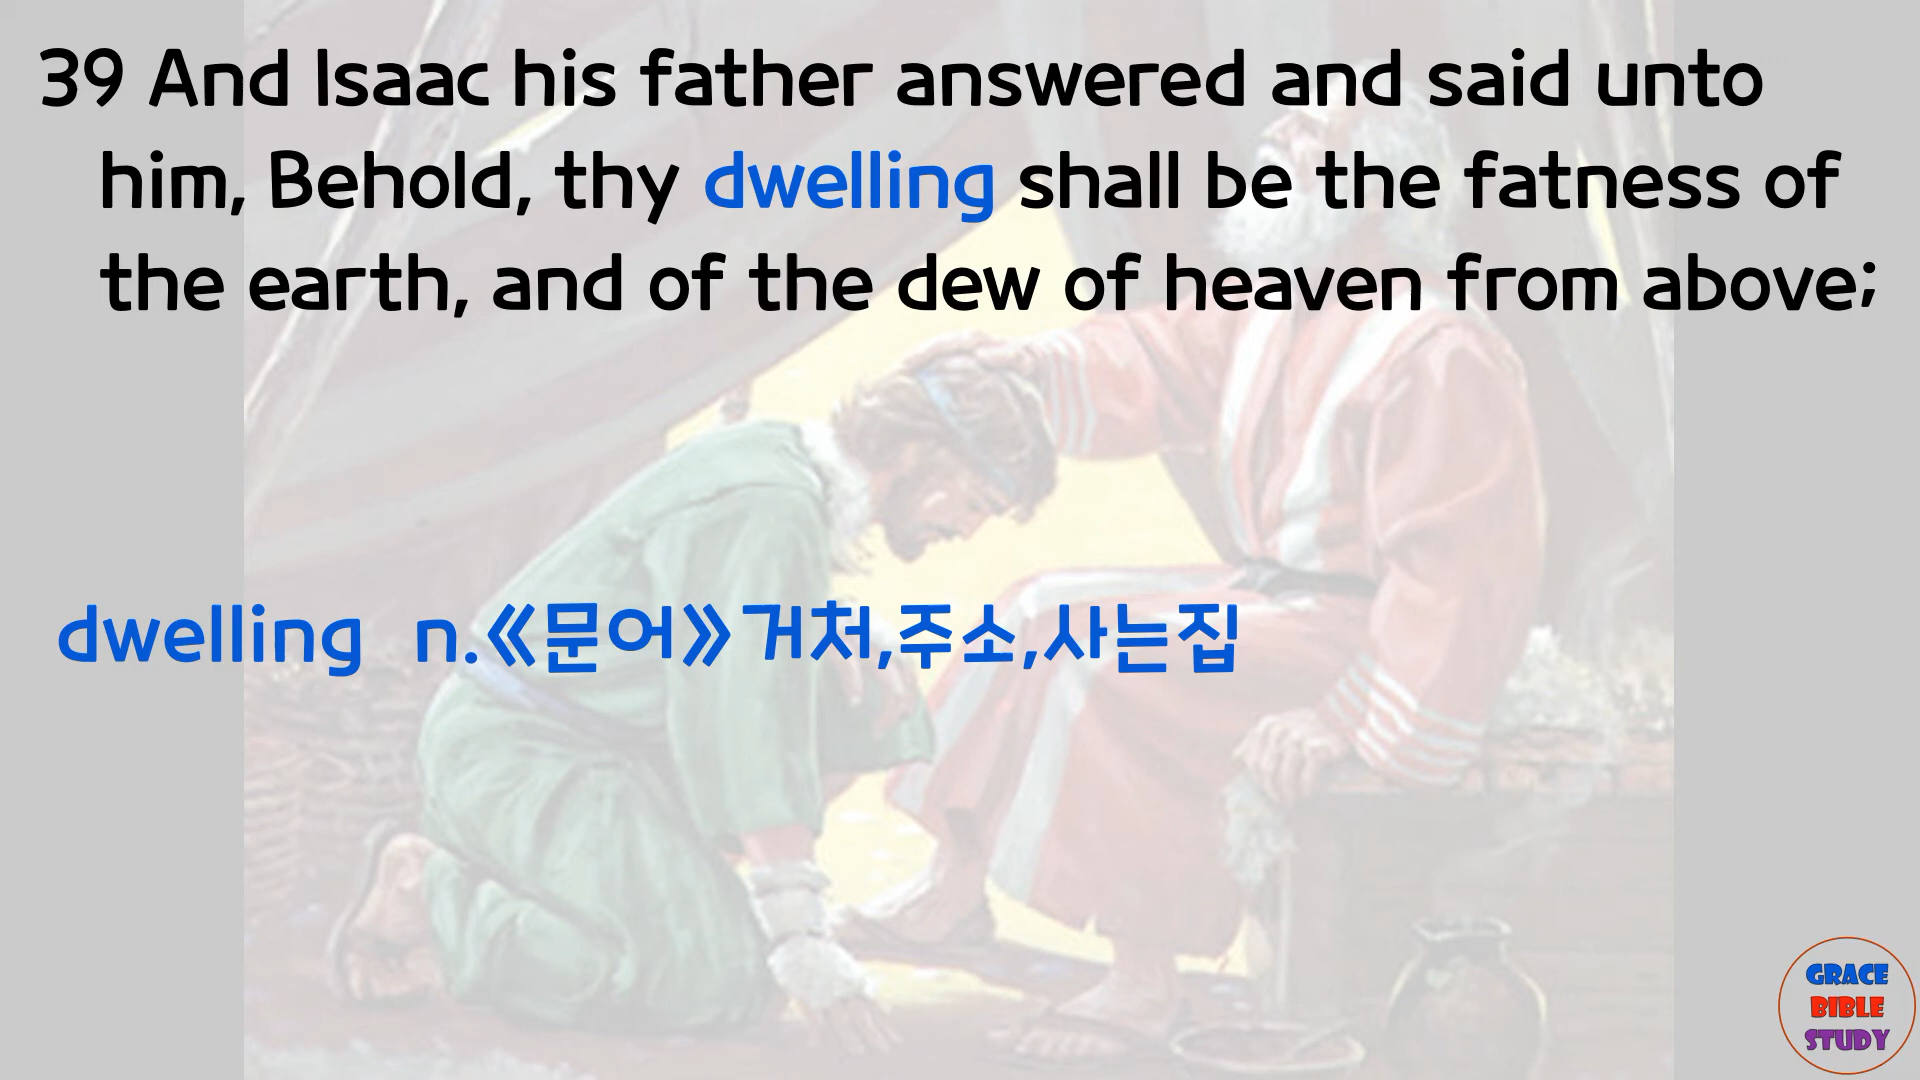 39 And Isaac his father answered and said unto
him, Behold, thy dwelling shall be the fatness of
the earth, and of the dew of heaven from above;
dwelling n.《문어》거처,주소,사는집
GRACE
BIBLE
STUDY